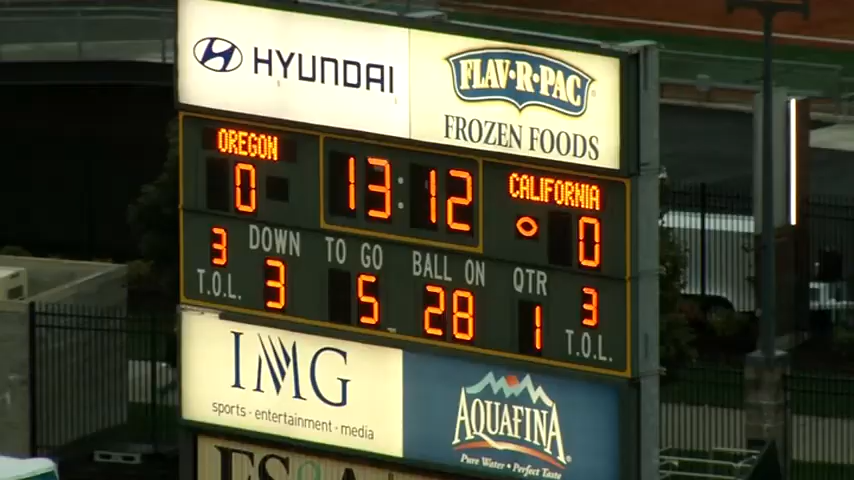 HYUNDAI
FLAV·R·PAC
FROZEN FOODS
OREGON
0
13:12
CALIFORNIA
0
3
DOWN
TO GO
BALL ON
QTR
3
T.O.L.
3
5
28
1
T.O.L.
IMG
sports · entertainment · media
AQUAFINA
Pure Water · Perfect Taste